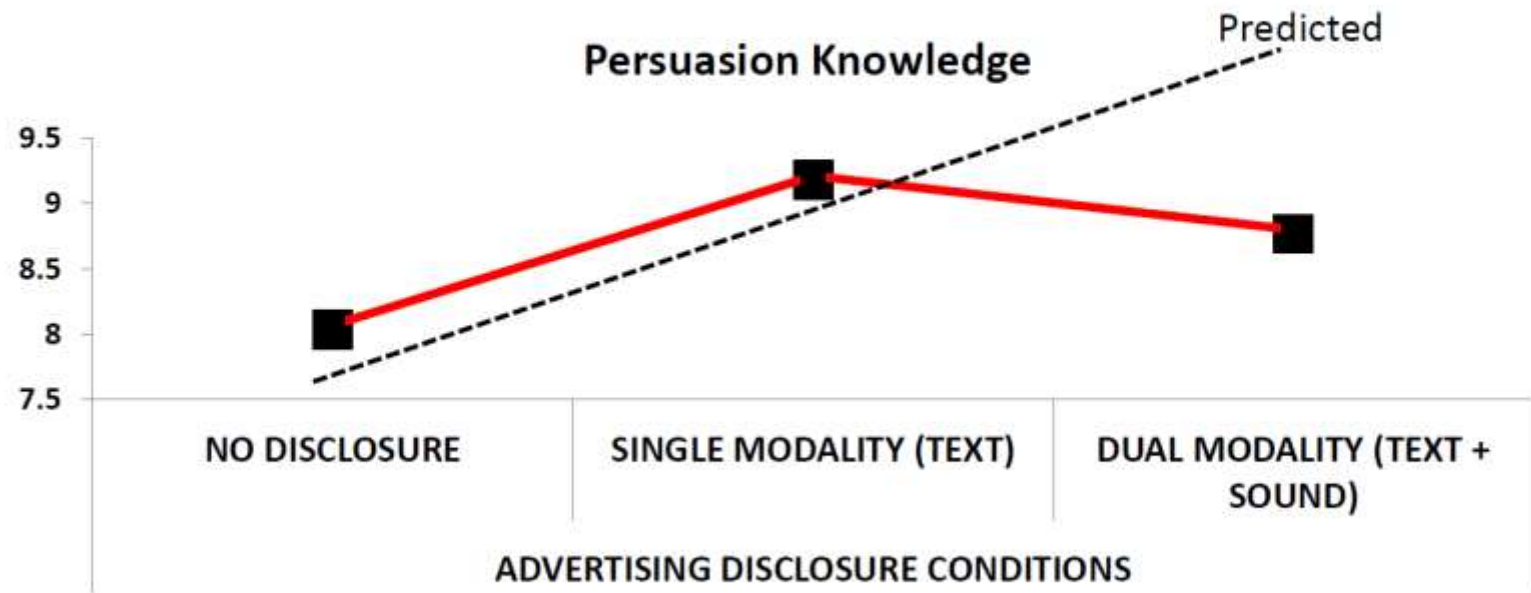 Predicted
Persuasion Knowledge
9.5
9
8.5
8
7.5
NO DISCLOSURE
SINGLE MODALITY (TEXT)
DUAL MODALITY (TEXT +
SOUND)
ADVERTISING DISCLOSURE CONDITIONS